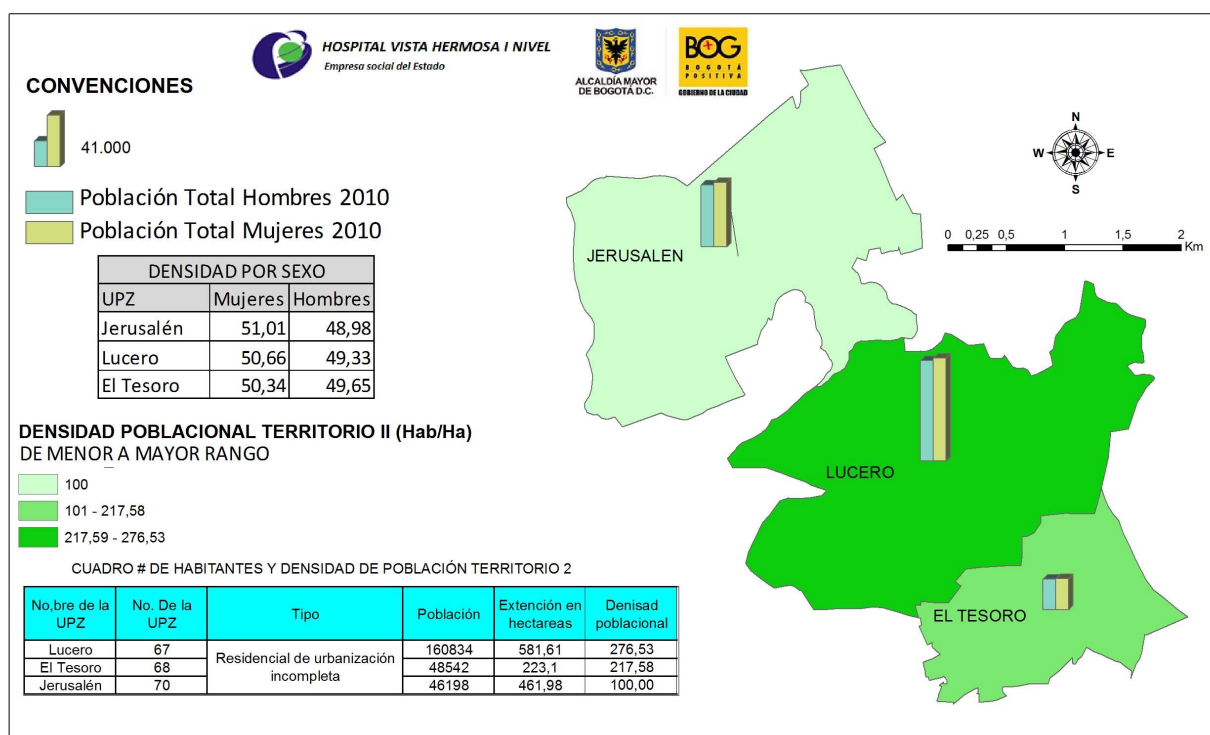 HOSPITAL VISTA HERMOSA I NIVEL
Empresa social del Estado
ALCALDÍA MAYOR
DE BOGOTÁ D.C.
BOG
BOGOTÁ
POSITIVA
GOBIERNO DE LA CIUDAD
CONVENCIONES
41.000
Población Total Hombres 2010
Población Total Mujeres 2010
DENSIDAD POR SEXO
UPZ Mujeres Hombres
Jerusalén 51,01 48,98
Lucero 50,66 49,33
El Tesoro 50,34 49,65
DENSIDAD POBLACIONAL TERRITORIO II (Hab/Ha)
DE MENOR A MAYOR RANGO
100
101 - 217,58
217,59 - 276,53
CUADRO # DE HABITANTES Y DENSIDAD DE POBLACIÓN TERRITORIO 2
No,bre de la UPZ No. De la UPZ Tipo Población Extención en hectareas Denisad poblacional
Lucero 67 Residencial de urbanización incompleta 160834 581,61 276,53
El Tesoro 68 48542 223,1 217,58
Jerusalén 70 46198 461,98 100,00
JERUSALEN
LUCERO
EL TESORO
N
W E
S
0 0,25 0,5 1 1,5 2
Km